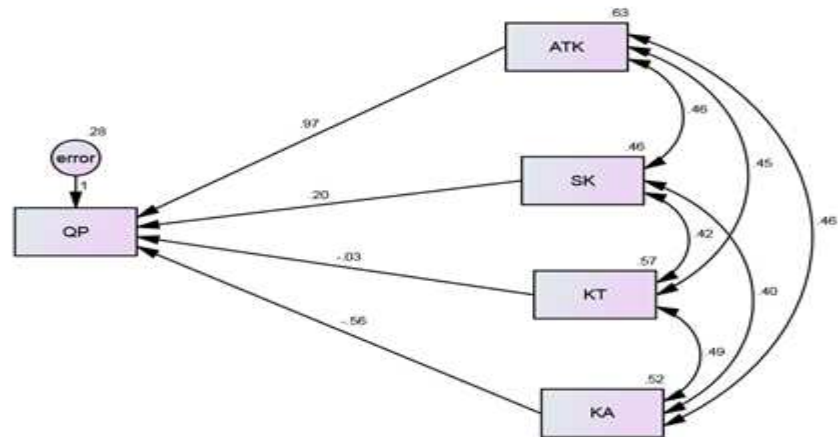 .63
ATK
.28
.97
.46
error
.46
1
SK
.45
.20
QP
.46
.42
.57
-.03
KT
.40
-.56
.49
.52
KA